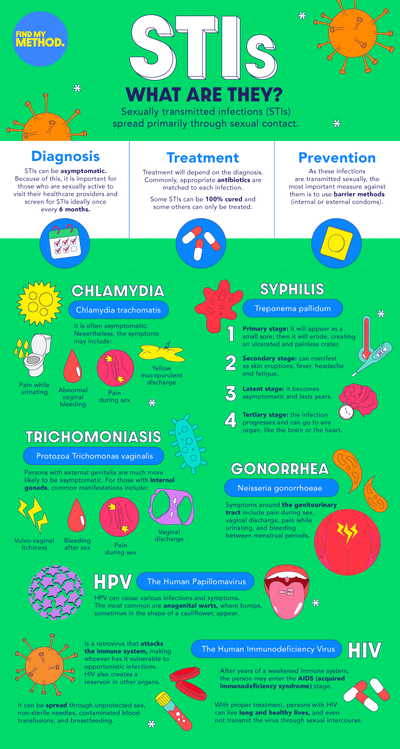 FIND MY
METHOD.
STIs
WHAT ARE THEY?
Sexually transmitted infections (STIs)
spread primarily through sexual contact.
Diagnosis
STIs can be asymptomatic.
Because of this, it is important for
those who are sexually active to
visit their healthcare providers and
screen for STIs ideally once
every 6 months.
Treatment
Treatment will depend on the diagnosis.
Commonly, appropriate antibiotics are
matched to each infection.
Some STIs can be 100% cured and
some others can only be treated.
Prevention
As these infections
are transmitted sexually, the
most important measure against
them is to use barrier methods
(internal or external condoms).
CHLAMYDIA
Chlamydia trachomatis
It is often asymptomatic.
Nevertheless, the symptoms
may include:
Pain while
urinating
Abnormal
vaginal
bleeding
Pain
during sex
Yellow
mucopurulent
discharge
SYPHILIS
Treponema pallidum
1 Primary stage: it will appear as a
small sore; then it will erode, creating
an ulcerated and painless crater.
2 Secondary stage: can manifest
as skin eruptions, fever, headache
and fatigue.
3 Latent stage: it becomes
asymptomatic and lasts years.
4 Tertiary stage: the infection
progresses and can go to any
organ, like the brain or the heart.
TRICHOMONIASIS
Protozoa Trichomonas vaginalis
Persons with external genitalia are much more
likely to be asymptomatic. For those with internal
gonads, common manifestations include:
Vulvo-vaginal
itchiness
Bleeding
after sex
Pain
during sex
Vaginal
discharge
GONORRHEA
Neisseria gonorrhoeae
Symptoms around the genitourinary
tract include pain during sex,
vaginal discharge, pain while
urinating, and bleeding
between menstrual periods.
HPV
The Human Papillomavirus
HPV can cause various infections and symptoms.
The most common are anogenital warts, where bumps,
sometimes in the shape of a cauliflower, appear.
The Human Immunodeficiency Virus
HIV
Is a retrovirus that attacks
the immune system, making
whoever has it vulnerable to
opportunistic infections.
HIV also creates a
reservoir in other organs.
It can be spread through unprotected sex,
non-sterile needles, contaminated blood
transfusions, and breastfeeding.
After years of a weakened immune system,
the person may enter the AIDS (acquired
immunodeficiency syndrome) stage.
With proper treatment, persons with HIV
can live long and healthy lives, and even
not transmit the virus through sexual intercourse.